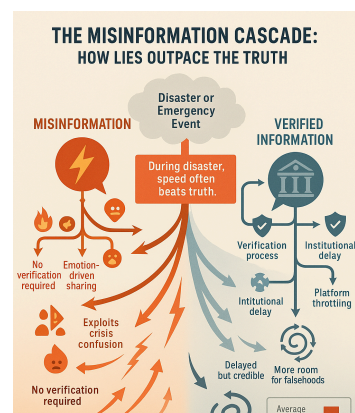 THE MISINFORMATION CASCADE:
HOW LIES OUTPACE THE TRUTH
Disaster or
Emergency
Event
MISINFORMATION
VERIFIED
INFORMATION
During disaster,
speed often
beats truth.
No
verification
required
Emotion-
driven
sharing
Verification
process
Institutional
delay
Intitutional
delay
Platform
throttling
Exploits
crisis
confusion
Delayed
but credible
More room
for falsehoods
No verification
required
Average